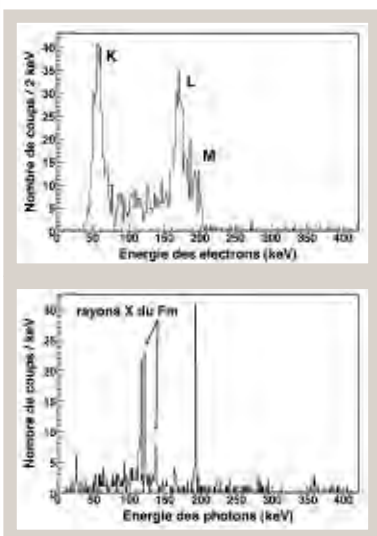 Nombre de coups / 2 keV
40
35
30
25
20
15
10
5
0
K
L
M
0 50 100 150 200 250 300 350 400
Energie des electrons (keV)
Nombre de coups / keV
30
25
20
15
10
5
0
rayons X du Fm
0 50 100 150 200 250 300 350 400
Energie des photons (keV)